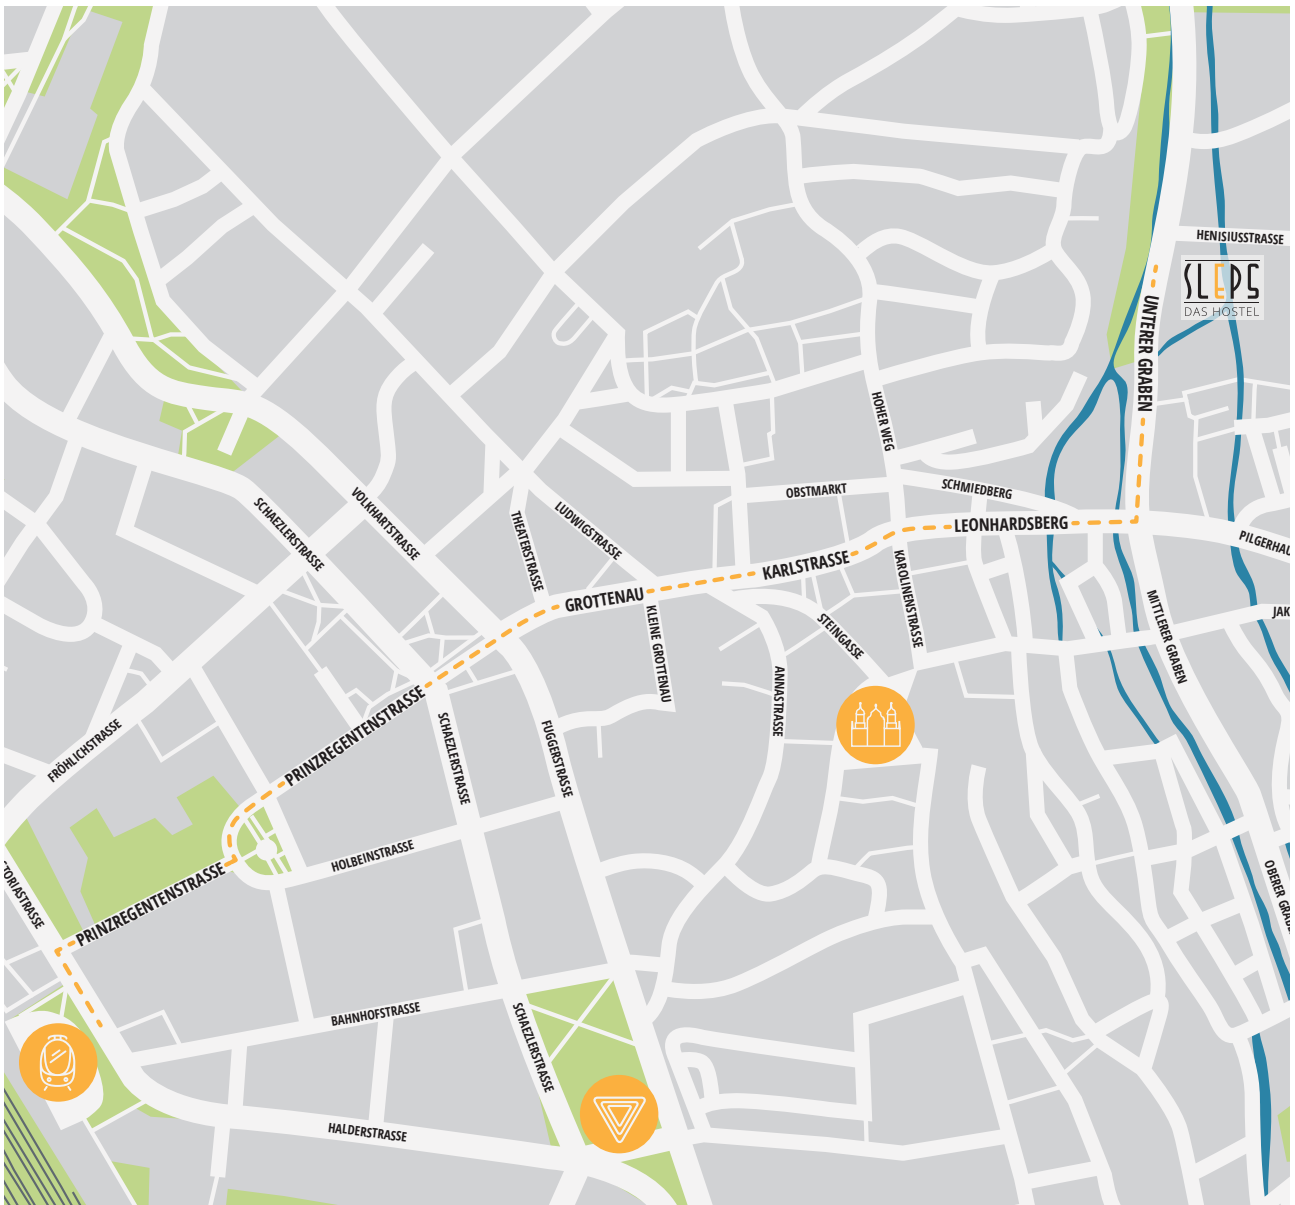 HENISIUSSTRASSE
SLEPS
DAS HOSTEL
UNTERER GRABEN
HOHER WEG
OBSTMARKT
SCHMIEDBERG
LEONHARDSBERG
PILGERHAU
SCHAEZLERSTRASSE
VOLKHARTSTRASSE
THEATERSTRASSE
LUDWIGSTRASSE
KARLSTRASSE
GROTTENAU
KLEINE GROTTENAU
KAROLINENSTRASSE
STEINGASSE
MITTLERER GRABEN
JAK
ANNASTRASSE
PRINZREGENTENSTRASSE
SCHAEZLERSTRASSE
FUGGERSTRASSE
FRÖHLICHSTRASSE
HOLBEINSTRASSE
PRINZREGENTENSTRASSE
TORIASTRASSE
OBERER GRABE
BAHNHOFSTRASSE
SCHAEZLERSTRASSE
HALDERSTRASSE